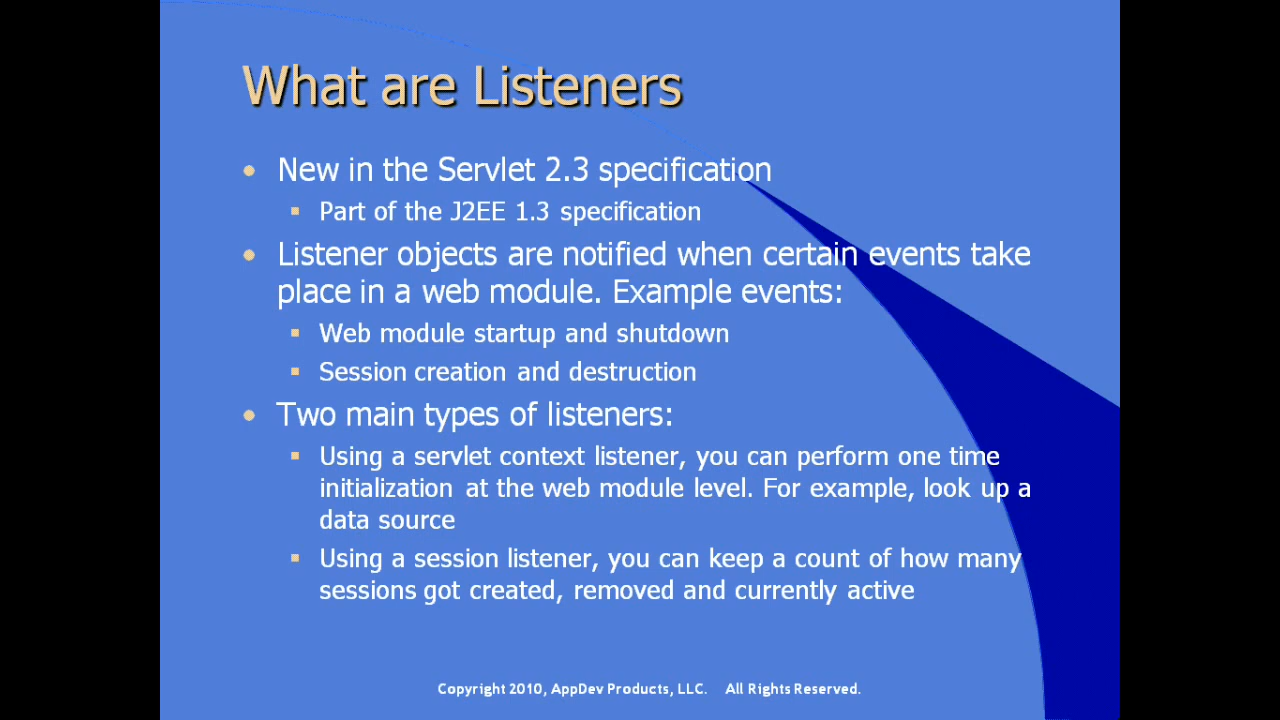 What are Listeners
New in the Servlet 2.3 specification
Part of the J2EE 1.3 specification
Listener objects are notified when certain events take
place in a web module. Example events:
Web module startup and shutdown
Session creation and destruction
Two main types of listeners:
Using a servlet context listener, you can perform one time
initialization at the web module level. For example, look up a
data source
Using a session listener, you can keep a count of how many
sessions got created, removed and currently active
Copyright 2010, AppDev Products, LLC. All Rights Reserved.